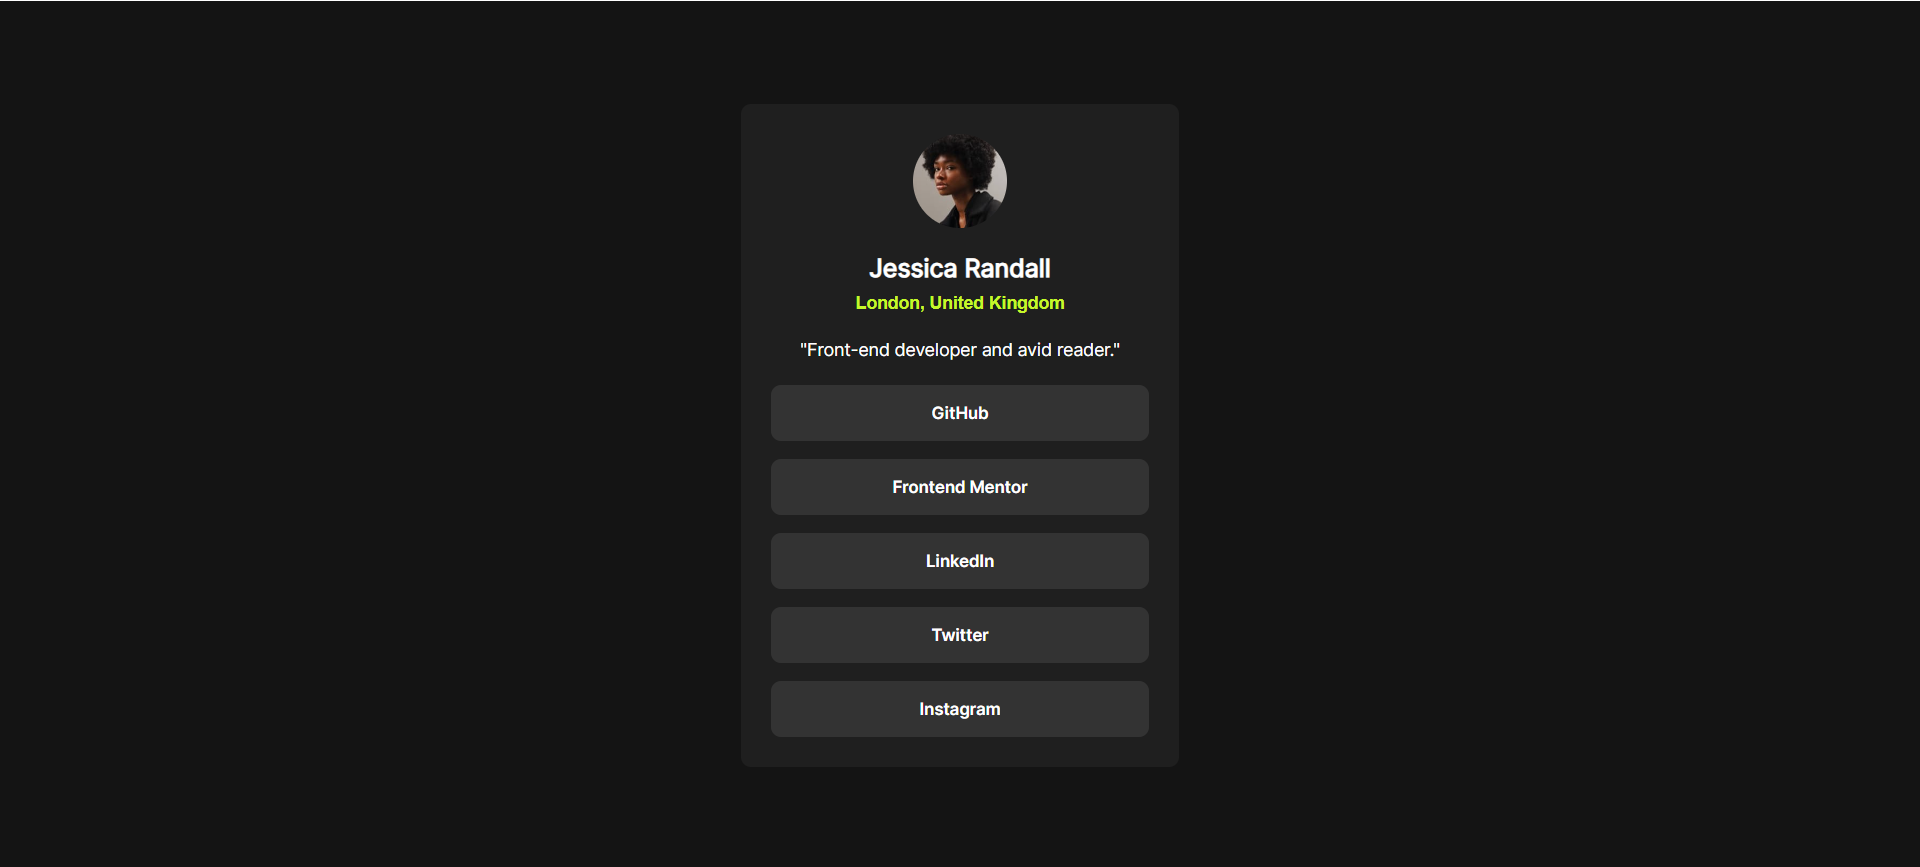 Jessica Randall
London, United Kingdom
"Front-end developer and avid reader."
GitHub
Frontend Mentor
LinkedIn
Twitter
Instagram